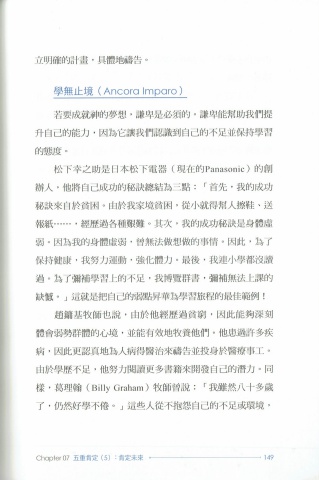 立明確的計畫，具體地禱告。
學無止境（Ancora Imparo）
若要成就神的夢想，謙卑是必須的，謙卑能幫助我們提
升自己的能力，因為它讓我們認識到自己的不足並保持學習
的態度。
松下幸之助是日本松下電器（現在的Panasonic）的創
辦人，他將自己成功的秘訣總結為三點：「首先，我的成功
秘訣來自於貧困。由於我家境貧困，從小就得幫人擦鞋、送
報紙……，經歷過各種艱難。其次，我的成功秘訣是身體虛
弱，因為我的身體虛弱，曾無法做想做的事情，因此，為了
保持健康，我努力運動，強化體力。最後，我連小學都沒讀
過。為了彌補學習上的不足，我博覽群書，彌補無法上課的
缺憾。」這就是把自己的弱點昇華為學習旅程的最佳範例！
趙鏞基牧師也說，由於他經歷過貧窮，因此能夠深刻
體會弱勢群體的心境，並能有效地牧養他們。他患過許多疾
病，因此更認真地為人病得醫治來禱告並投身於醫療事工。
由於學歷不足，他努力閱讀更多書籍來開發自己的潛力。同
樣，葛理翰（Billy Graham）牧師曾說：「我雖然八十多歲
了，仍然好學不倦。」這些人從不抱怨自己的不足或環境，
Chapter 07 五重肯定（5）：肯定未來 149